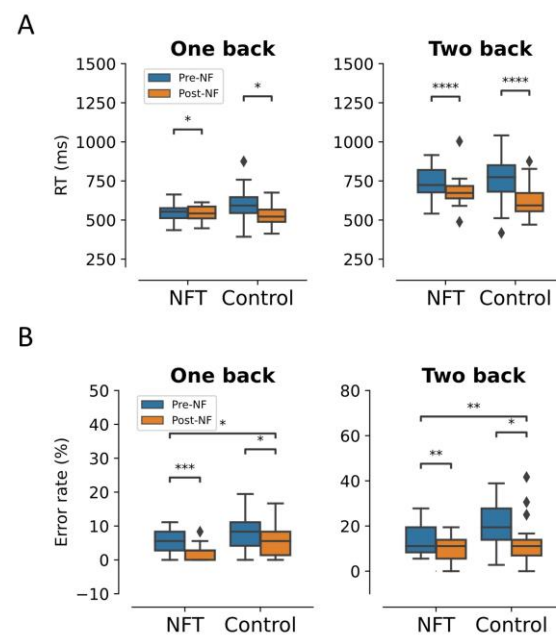 A
One back
Two back
1500
1250
1000
750
500
250
RT (ms)
Pre-NF
Post-NF
*
*
NFT
Control
1500
1250
1000
750
500
250
****
****
NFT
Control
B
One back
Two back
50
40
30
20
10
0
−10
Error rate (%)
Pre-NF
Post-NF
*
*
***
NFT
Control
80
60
40
20
0
**
*
**
NFT
Control